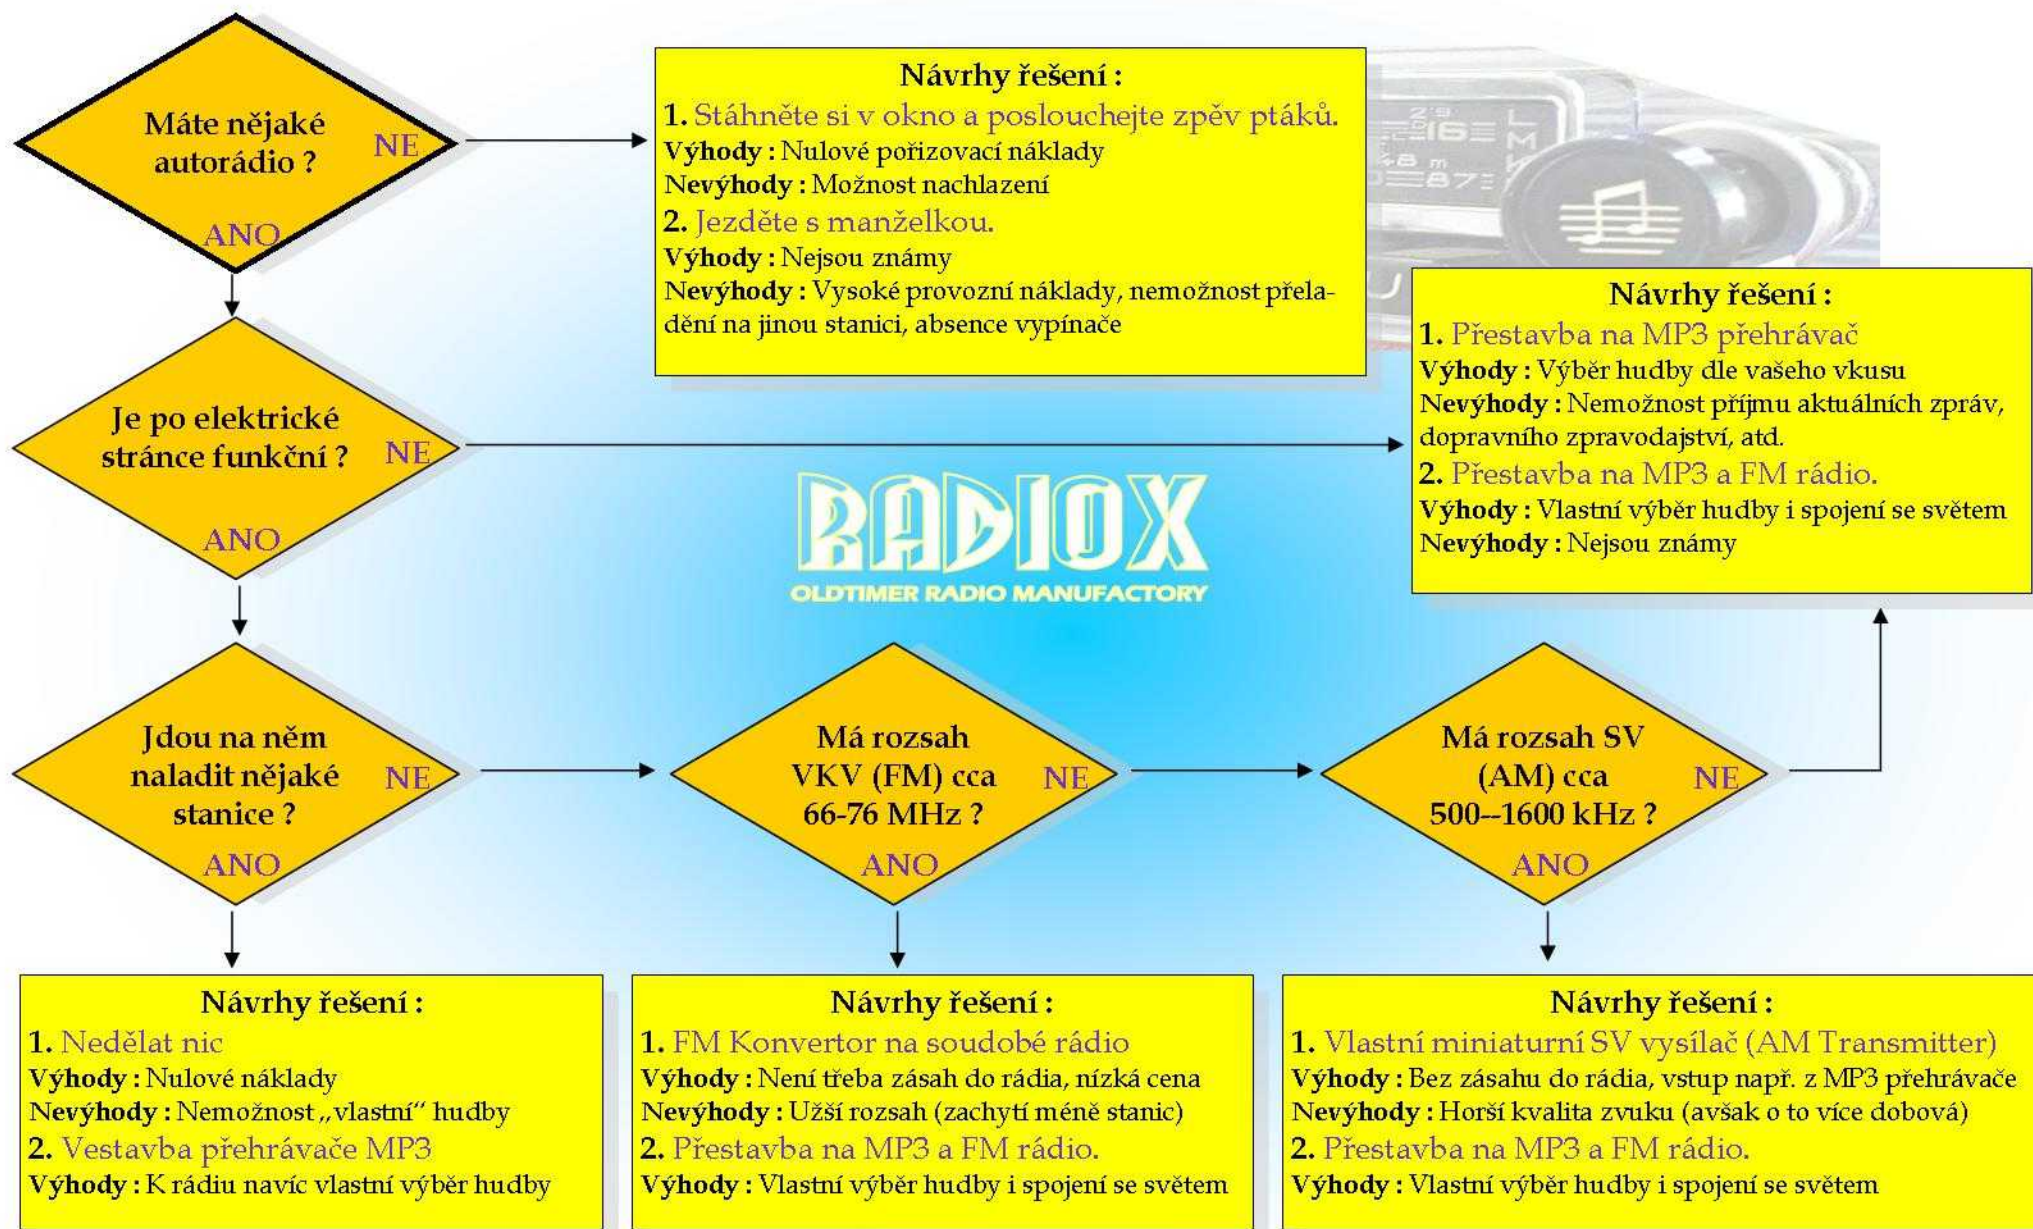 Máte nějaké
autorádio ?
NE
ANO
Návrhy řešení :
1. Stáhněte si v okno a poslouchejte zpěv ptáků.
Výhody : Nulové pořizovací náklady
Nevýhody : Možnost nachlazení
2. Jezděte s manželkou.
Výhody : Nejsou známy
Nevýhody : Vysoké provozní náklady, nemožnost přela-
dění na jinou stanici, absence vypínače
Je po elektrické
stránce funkční ?
NE
ANO
Návrhy řešení :
1. Přestavba na MP3 přehrávač
Výhody : Výběr hudby dle vašeho vkusu
Nevýhody : Nemožnost příjmu aktuálních zpráv,
dopravního zpravodajství, atd.
2. Přestavba na MP3 a FM rádio.
Výhody : Vlastní výběr hudby i spojení se světem
Nevýhody : Nejsou známy
RADIOX
OLDTIMER RADIO MANUFACTORY
Jdou na něm
naladit nějaké
stanice ?
NE
ANO
Má rozsah
VKV (FM) cca
66-76 MHz ?
NE
ANO
Má rozsah SV
(AM) cca
500--1600 kHz ?
NE
ANO
Návrhy řešení :
1. Nedělat nic
Výhody : Nulové náklady
Nevýhody : Nemožnost „vlastní“ hudby
2. Vestavba přehrávače MP3
Výhody : K rádiu navíc vlastní výběr hudby
Návrhy řešení :
1. FM Konvertor na soudobé rádio
Výhody : Není třeba zásah do rádia, nízká cena
Nevýhody : Užší rozsah (zachytí méně stanic)
2. Přestavba na MP3 a FM rádio.
Výhody : Vlastní výběr hudby i spojení se světem
Návrhy řešení :
1. Vlastní miniaturní SV vysílač (AM Transmitter)
Výhody : Bez zásahu do rádia, vstup např. z MP3 přehrávače
Nevýhody : Horší kvalita zvuku (avšak o to více dobová)
2. Přestavba na MP3 a FM rádio.
Výhody : Vlastní výběr hudby i spojení se světem